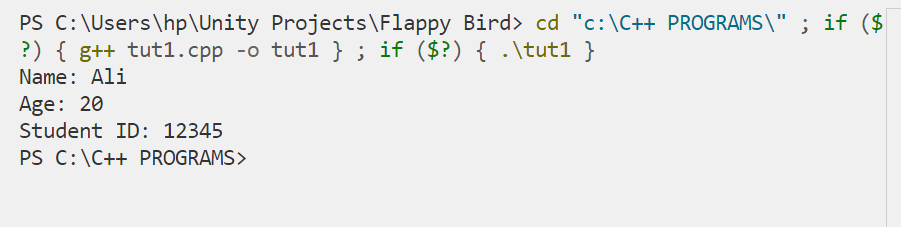 PS C:\Users\hp\Unity Projects\Flappy Bird> cd "c:\C++ PROGRAMS\" ; if ($
?) { g++ tut1.cpp -o tut1 } ; if ($?) { .\tut1 }
Name: Ali
Age: 20
Student ID: 12345
PS C:\C++ PROGRAMS>